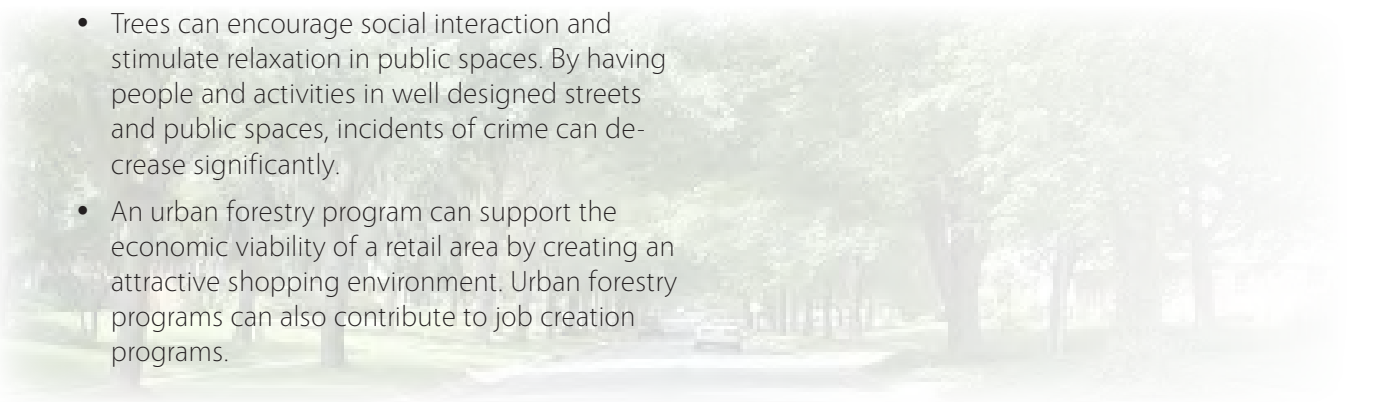 • Trees can encourage social interaction and
stimulate relaxation in public spaces. By having
people and activities in well designed streets
and public spaces, incidents of crime can de-
crease significantly.
• An urban forestry program can support the
economic viability of a retail area by creating an
attractive shopping environment. Urban forestry
programs can also contribute to job creation
programs.